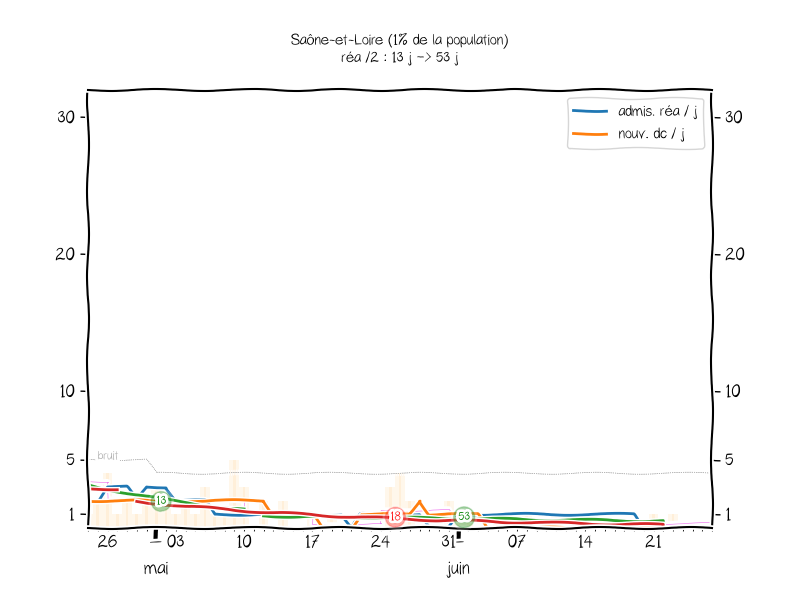 Saône-et-Loire (1% de la population)
réa /2 : 13 j -> 53 j
admis. réa / j
nouv. dc / j
30 30
20 20
10 10
5 5
bruit
13
18 53
1 1
26 03 10 17 24 31 07 14 21
mai juin